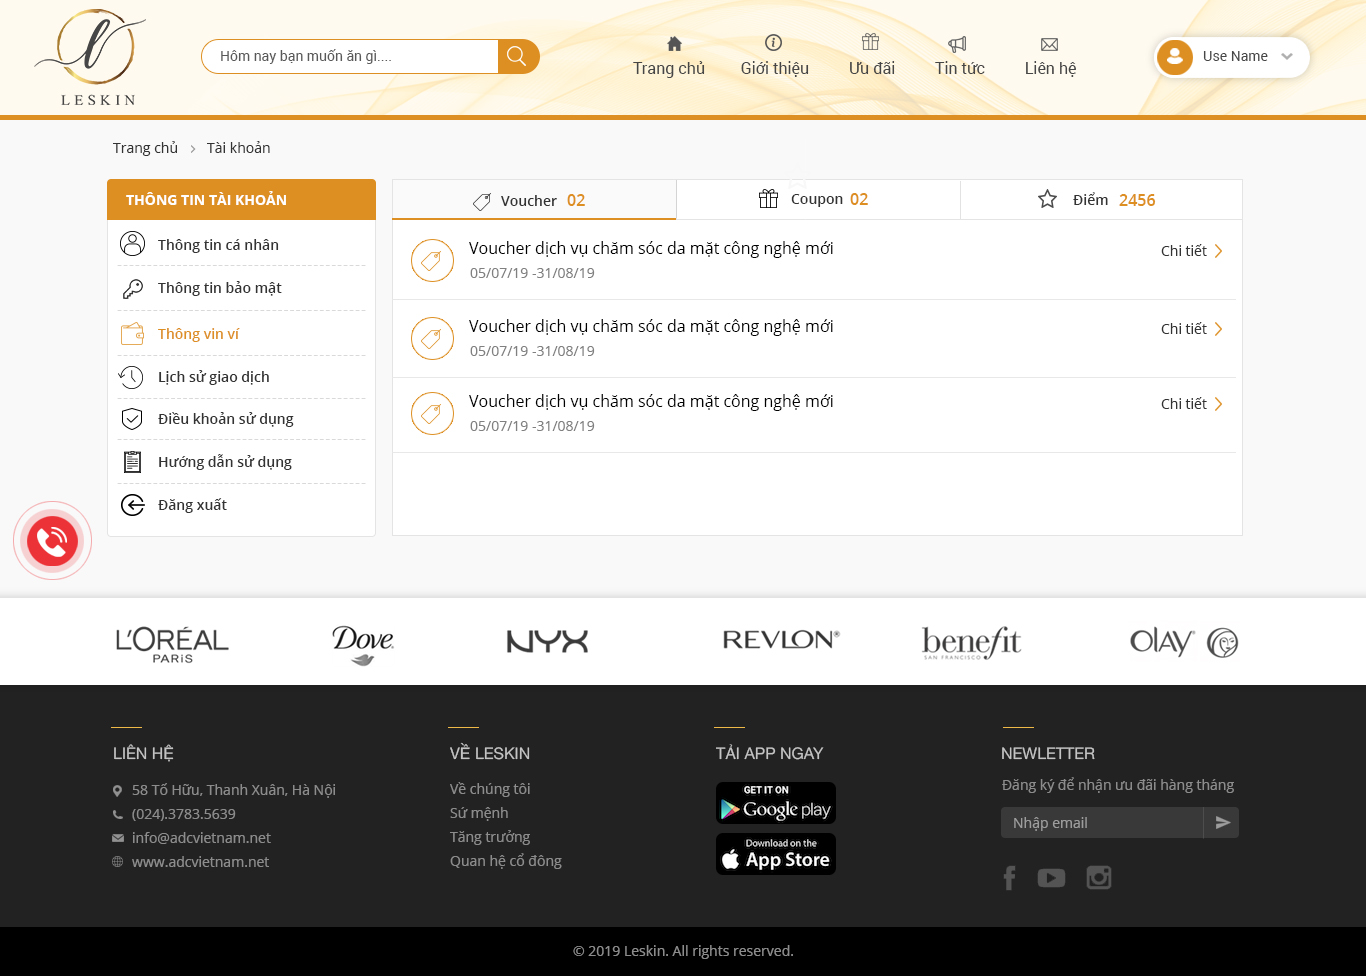 LESKIN
Hôm nay bạn muốn ăn gì....
Trang chủ
Giới thiệu
Ưu đãi
Tin tức
Liên hệ
Use Name
Trang chủ
Tài khoản
THÔNG TIN TÀI KHOẢN
Thông tin cá nhân
Thông tin bảo mật
Thông vin ví
Lịch sử giao dịch
Điều khoản sử dụng
Hướng dẫn sử dụng
Đăng xuất
Voucher 02
Coupon 02
Điểm 2456
Voucher dịch vụ chăm sóc da mặt công nghệ mới
05/07/19 -31/08/19
Chi tiết
Voucher dịch vụ chăm sóc da mặt công nghệ mới
05/07/19 -31/08/19
Chi tiết
Voucher dịch vụ chăm sóc da mặt công nghệ mới
05/07/19 -31/08/19
Chi tiết
L'ORÉAL
PARIS
Dove
NYX
REVLON®
benefit
SAN FRANCISCO
OLAY
LIÊN HỆ
58 Tố Hữu, Thanh Xuân, Hà Nội
(024).3783.5639
info@adcvietnam.net
www.adcvietnam.net
VỀ LESKIN
Về chúng tôi
Sứ mệnh
Tăng trưởng
Quan hệ cổ đông
TẢI APP NGAY
GET IT ON
Google play
Download on the
App Store
NEWLETTER
Đăng ký để nhận ưu đãi hàng tháng
Nhập email
© 2019 Leskin. All rights reserved.